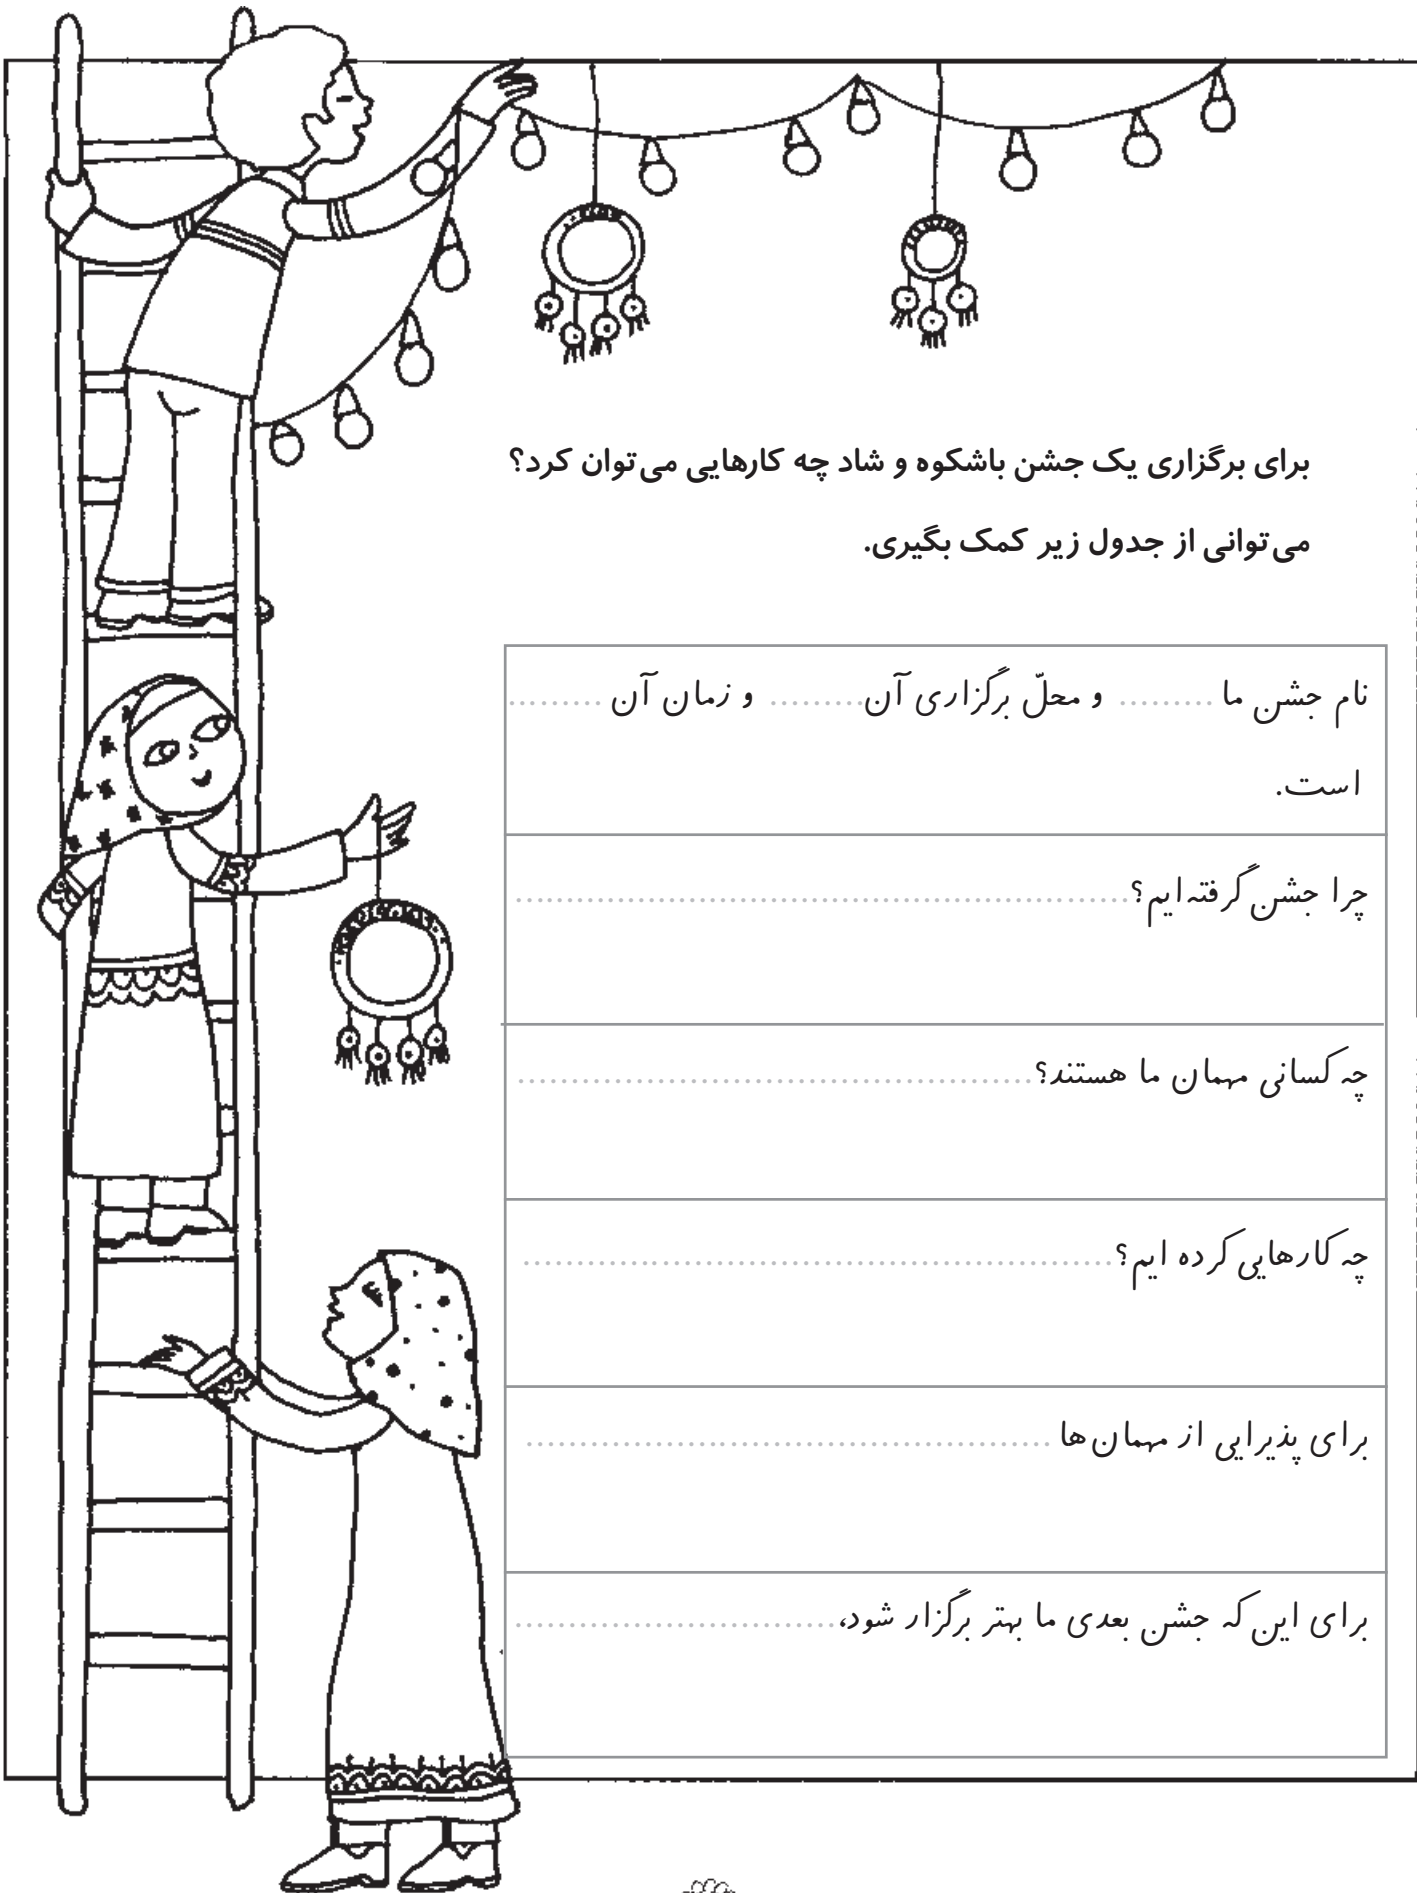 برای برگزاری یک جشن باشکوه و شاد چه کارهایی می‌توان کرد؟
می‌توانی از جدول زیر کمک بگیری.
نام جشن ما ......... و محلّ برگزاری آن......... و زمان آن .........
است.
چرا جشن گرفته‌ایم؟..........................................................
چه کسانی مهمان ما هستند؟.................................................
چه کارهایی کرده ایم؟........................................................
برای پذیرایی از مهمان‌ها ..................................................
برای این‌که جشن بعدی ما بهتر برگزار شود،..............................